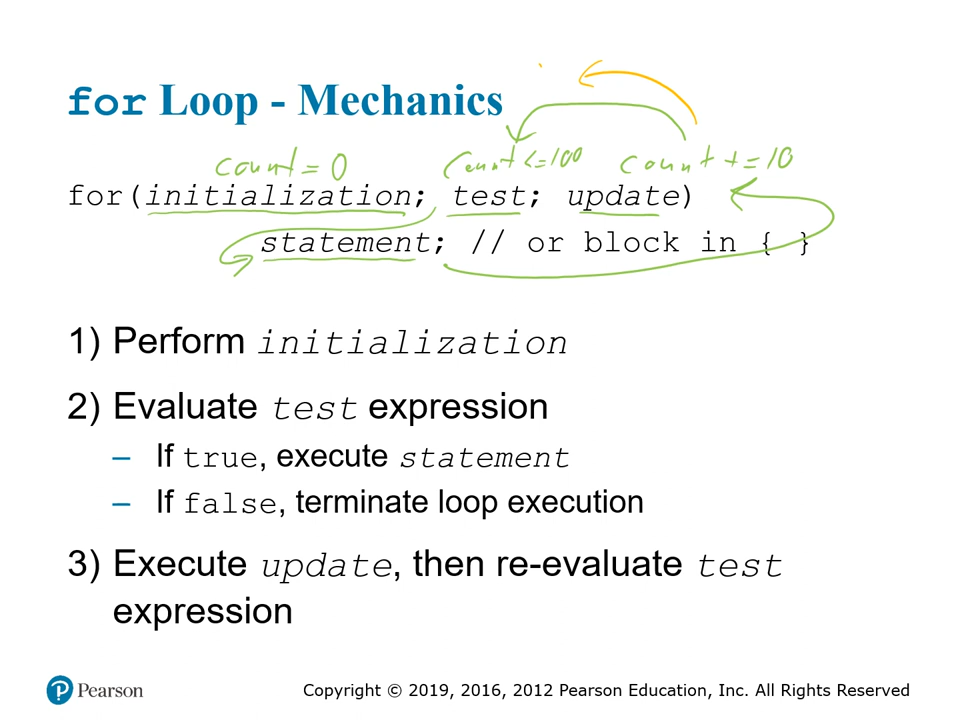 for Loop - Mechanics
count = 0 count <=100 count +=10
for(initialization; test; update)
statement; // or block in { }
1) Perform initialization
2) Evaluate test expression
– If true, execute statement
– If false, terminate loop execution
3) Execute update, then re-evaluate test
expression
P Pearson
Copyright © 2019, 2016, 2012 Pearson Education, Inc. All Rights Reserved